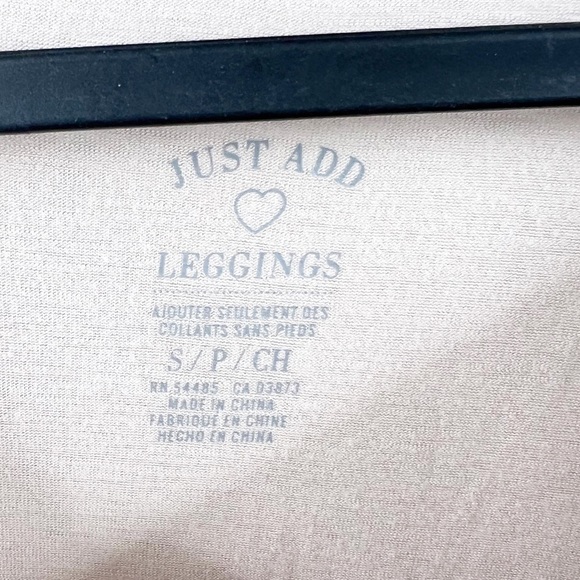 JUST ADD
LEGGINGS
AJOUTER SEULEMENT DES
COLLANTS SANS PIEDS
S / P / CH
RN 54485 CA 03873
MADE IN CHINA
FABRIQUE EN CHINE
HECHO EN CHINA